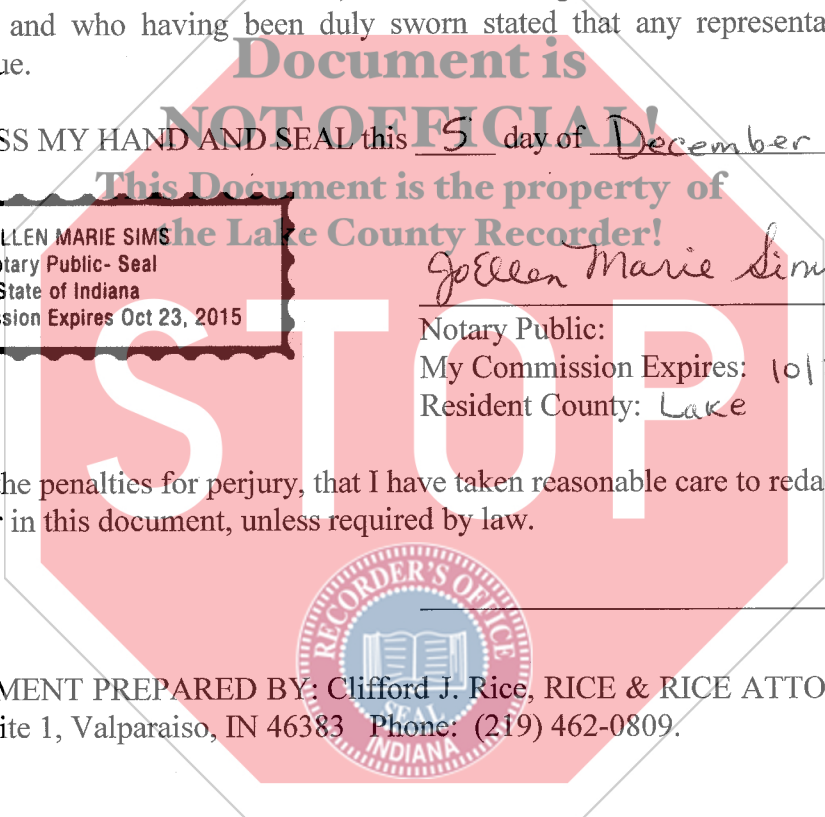 and who having been duly sworn stated that any representa
ue.
Document is
NOT OFFICIAL!
SS MY HAND AND SEAL this 5 day of December
This Document is the property of
the Lake County Recorder!
LLEN MARIE SIMS
otary Public- Seal
State of Indiana
ssion Expires Oct 23, 2015
JoEllen Marie Sim
Notary Public:
My Commission Expires: 10/
Resident County: Lake
STOP
the penalties for perjury, that I have taken reasonable care to reda
r in this document, unless required by law.
RECORDER'S OFFICE
SEAL
INDIANA
MENT PREPARED BY: Clifford J. Rice, RICE & RICE ATTO
ite 1, Valparaiso, IN 46383 Phone: (219) 462-0809.